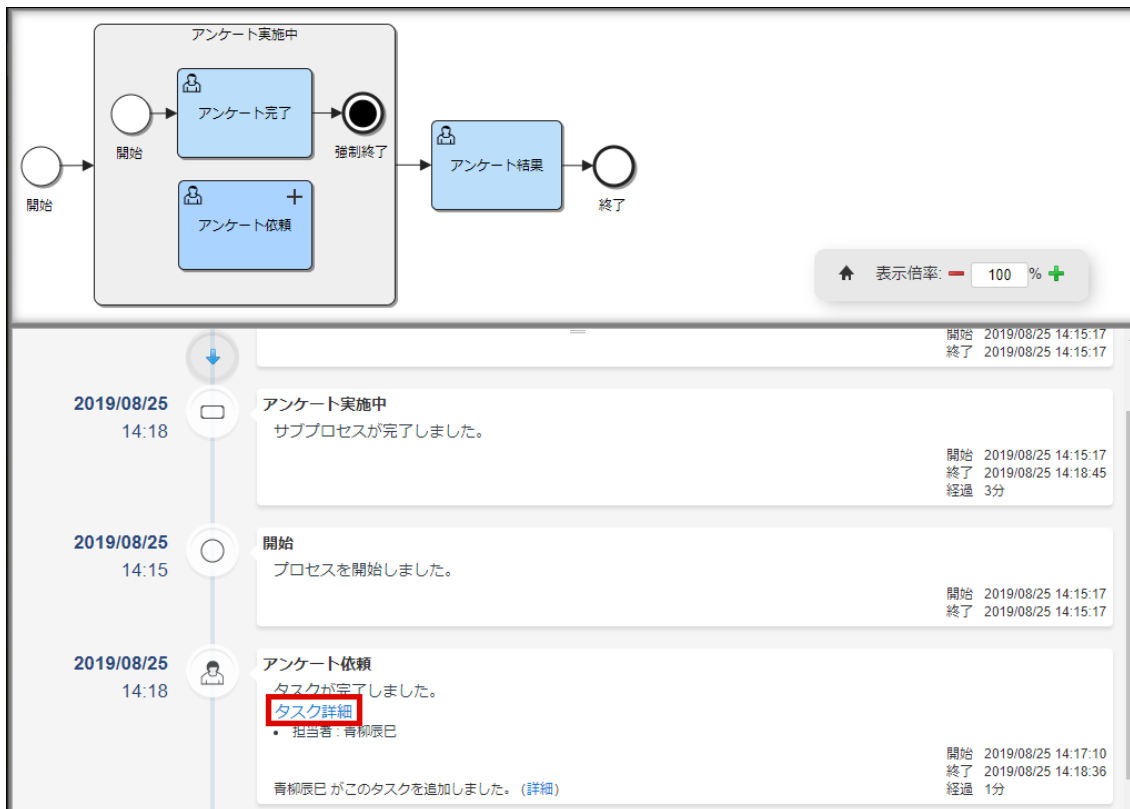 アンケート実施中
アンケート完了
開始
強制終了
アンケート結果
開始
アンケート依頼
終了
表示倍率: 100 %
開始 2019/08/25 14:15:17
終了 2019/08/25 14:15:17
2019/08/25
14:18
アンケート実施中
サブプロセスが完了しました。
開始 2019/08/25 14:15:17
終了 2019/08/25 14:18:45
経過 3分
2019/08/25
14:15
開始
プロセスを開始しました。
開始 2019/08/25 14:15:17
終了 2019/08/25 14:15:17
2019/08/25
14:18
アンケート依頼
タスクが完了しました。
タスク詳細
• 担当者 : 青柳辰巳
開始 2019/08/25 14:17:10
終了 2019/08/25 14:18:36
経過 1分
青柳辰巳 がこのタスクを追加しました。 (詳細)